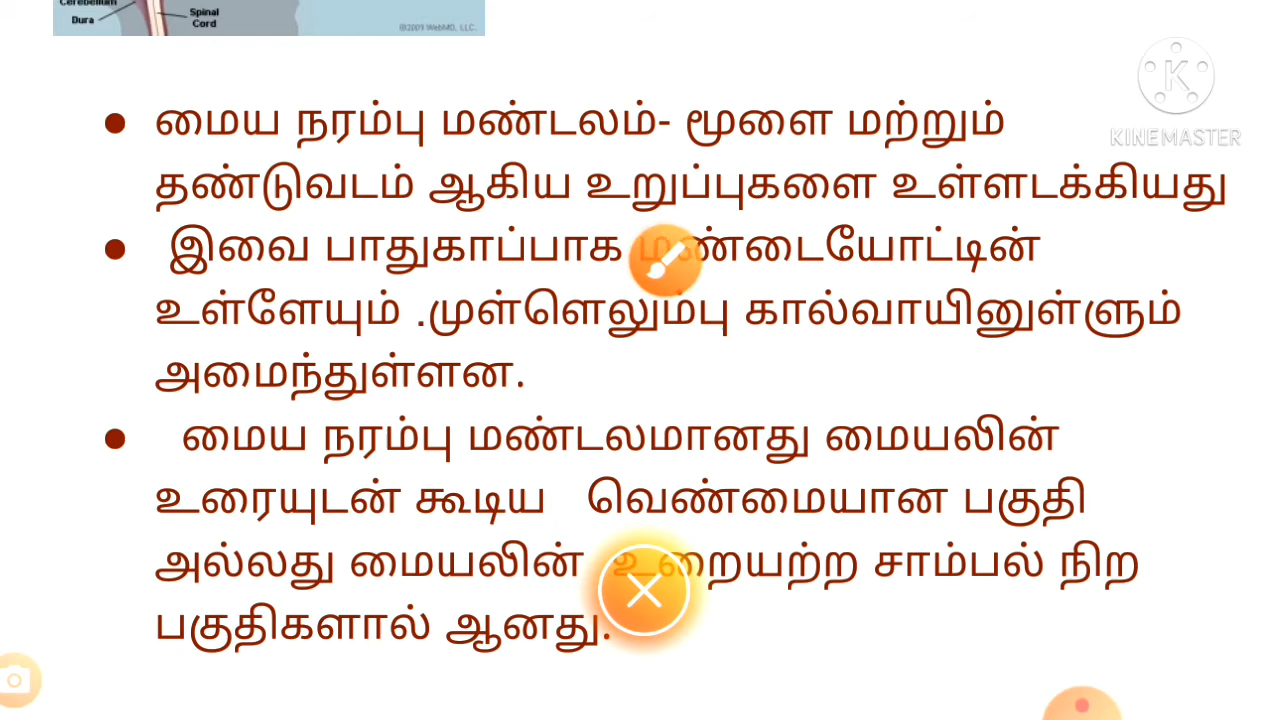 Cerebellum
Dura
Spinal
Cord
©2009 WebMD, LLC.
K
KINEMASTER
● மைய நரம்பு மண்டலம்- மூளை மற்றும்
தண்டுவடம் ஆகிய உறுப்புகளை உள்ளடக்கியது
● இவை பாதுகாப்பாக மண்டையோட்டின்
உள்ளேயும் .முள்ளெலும்பு கால்வாயினுள்ளும்
அமைந்துள்ளன.
● மைய நரம்பு மண்டலமானது மையலின்
உரையுடன் கூடிய வெண்மையான பகுதி
அல்லது மையலின் உறையற்ற சாம்பல் நிற
பகுதிகளால் ஆனது.